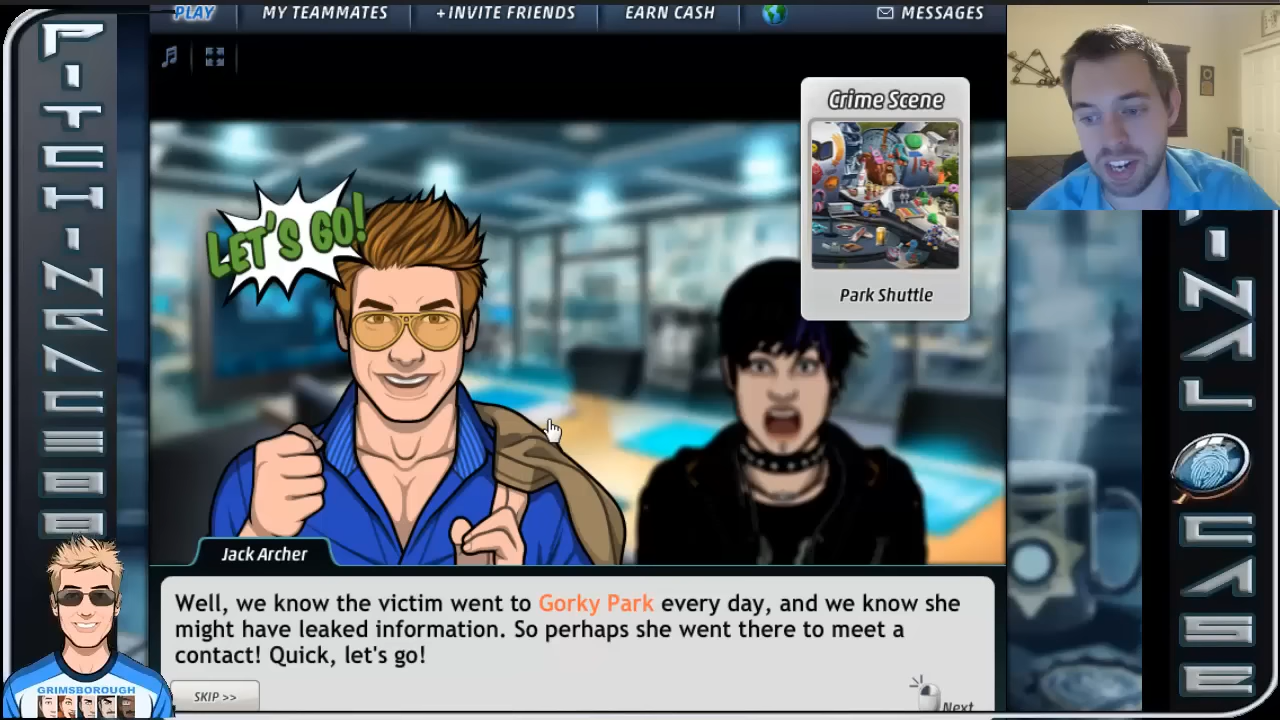 PLAY
MY TEAMMATES
+INVITE FRIENDS
EARN CASH
MESSAGES
Crime Scene
LET'S GO!
Park Shuttle
Jack Archer
Well, we know the victim went to Gorky Park every day, and we know she
might have leaked information. So perhaps she went there to meet a
contact! Quick, let's go!
SKIP >>
Next
GRIMSBOROUGH
CASE